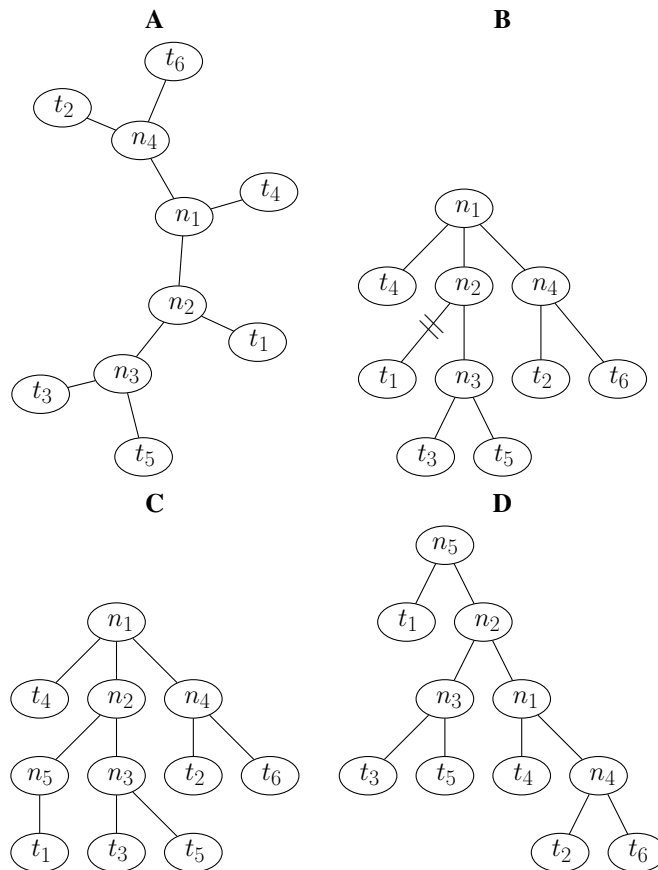 A
B
t₆
t₂
n₄
t₄
n₁
n₂
t₁
n₃
t₃
t₅
n₁
t₄ n₂ n₄
t₁ n₃ t₂ t₆
t₃ t₅
C
D
n₁
t₄ n₂ n₄
n₅ n₃ t₂ t₆
t₁ t₃ t₅
n₅
t₁ n₂
n₃ n₁
t₃ t₅ t₄ n₄
t₂ t₆